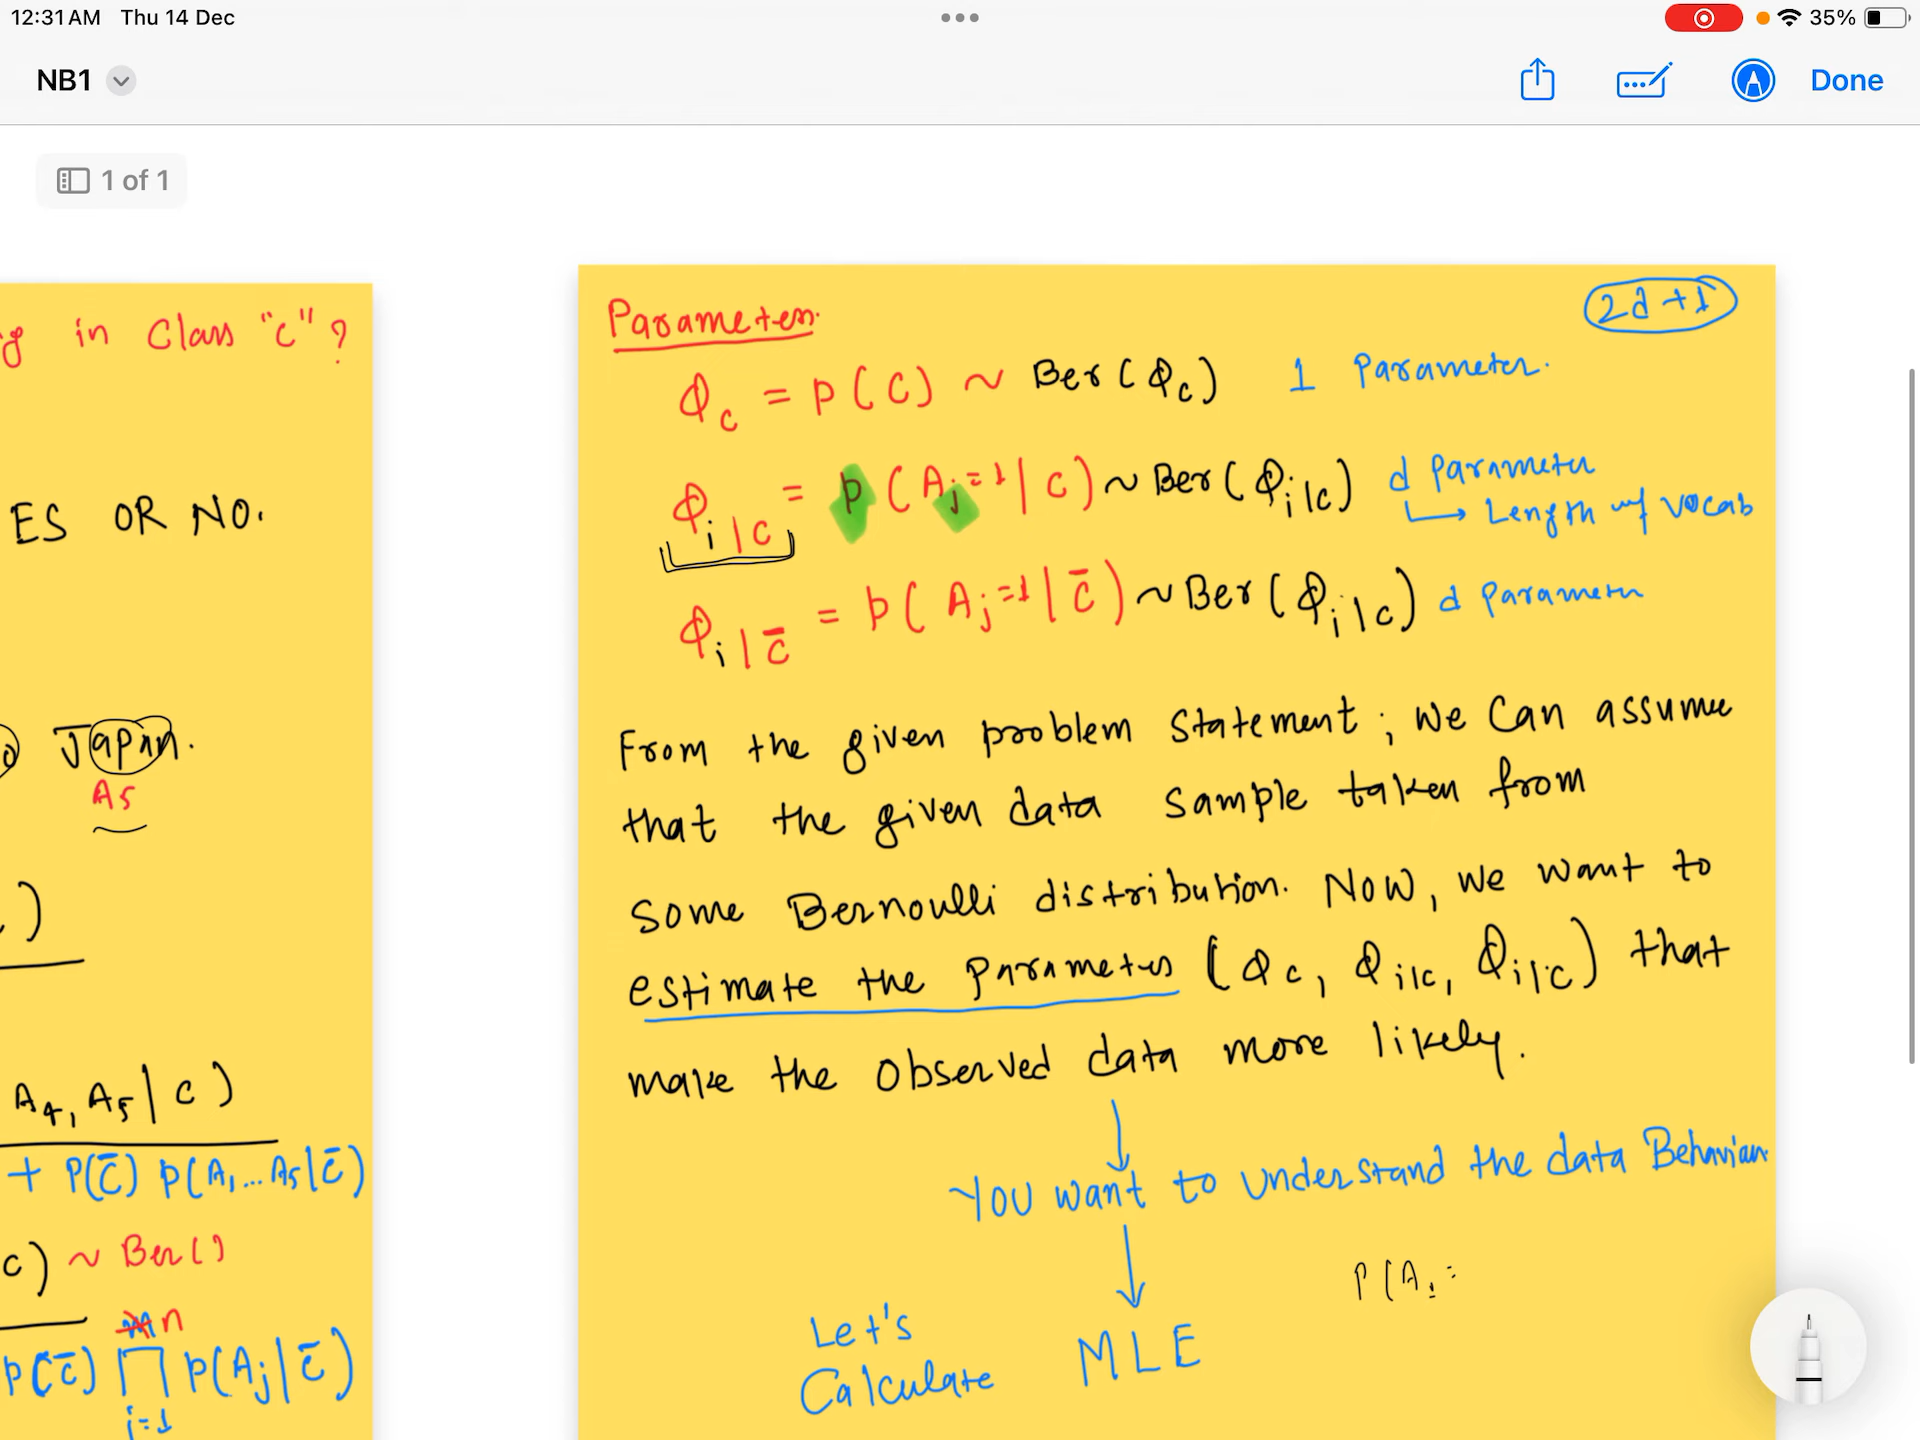 12:31 AM Thu 14 Dec
35%
NB1
Done
1 of 1
in Class "c" ?
ES OR NO.
Japan.
A5
)
A4, A5 | c )
+ P(c̄) p(A1... A5 | c̄)
c) ~ Ber()
n
p(c̄) ∏ p(Aj | c̄)
i=1
Parameters.
2d + 1
Φc = p(C) ~ Ber(Φc) 1 Parameter.
Φi|c = p(Aj=1 | c) ~ Ber(Φi|c) d Parameter
↳ Length of vocab
Φi|c̄ = p(Aj=1 | c̄) ~ Ber(Φi|c) d Parameter
From the given problem Statement ; We Can assume
that the given data Sample taken from
Some Bernoulli distribution. Now, we want to
estimate the Parameters (Φc, Φi|c, Φi|c) that
make the Observed data more likely.
↓
You want to Understand the data Behaviour
↓
P(A1 =
Let's
Calculate MLE